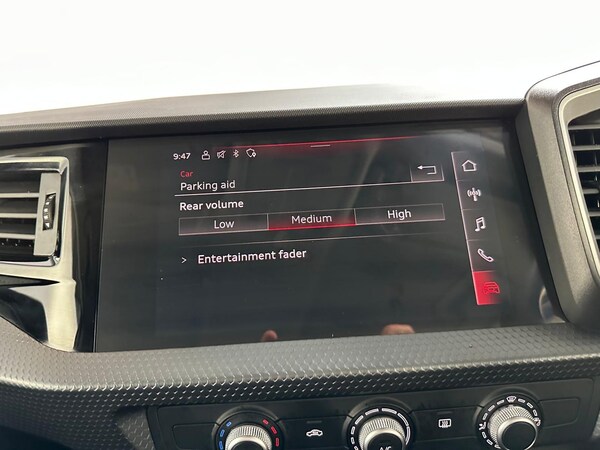 9:47
Car
Parking aid
Rear volume
Low Medium High
> Entertainment fader
A/C